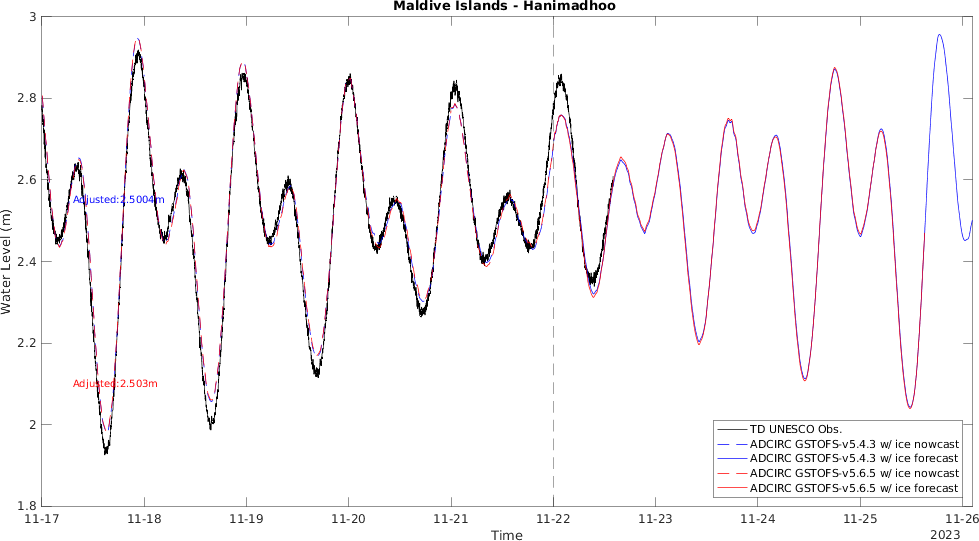 Maldive Islands - Hanimadhoo
Water Level (m)
3
2.8
2.6
2.4
2.2
2
1.8
Adjusted:2.5004m
Adjusted:2.503m
TD UNESCO Obs.
ADCIRC GSTOFS-v5.4.3 w/ ice nowcast
ADCIRC GSTOFS-v5.4.3 w/ ice forecast
ADCIRC GSTOFS-v5.6.5 w/ ice nowcast
ADCIRC GSTOFS-v5.6.5 w/ ice forecast
11-17 11-18 11-19 11-20 11-21 11-22 11-23 11-24 11-25 11-26
Time
2023